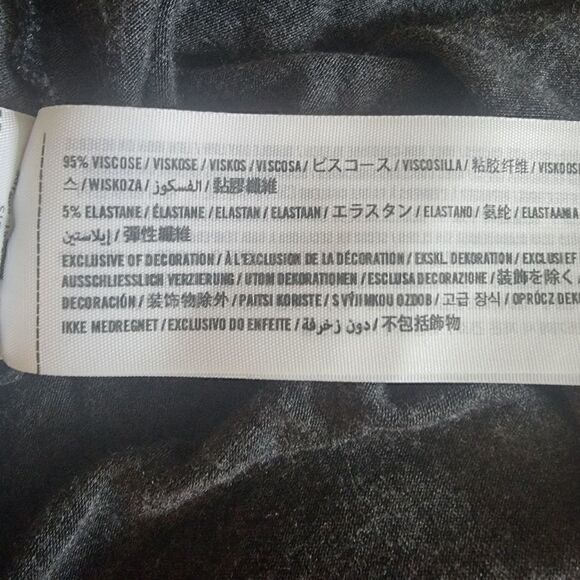 95% VISCOSE / VISKOSE / VISKOS / VISCOSA / ビスコース / VISCOSILLA / 粘胶纤维 / VISKOOS
스 / WISKOZA / الفسكوز / 黏膠纖維
5% ELASTANE / ÉLASTANE / ELASTAN / ELASTAAN / エラスタン / ELASTANO / 氨纶 / ELASTAANIA
إيلاستين / 彈性纖維
EXCLUSIVE OF DECORATION / À L'EXCLUSION DE LA DÉCORATION / EKSKL. DEKORATION / EXCLUSIEF
AUSSCHLIESSLICH VERZIERUNG / UTOM DEKORATIONEN / ESCLUSA DECORAZIONE / 装飾を除く /
DECORACIÓN / 装饰物除外 / PAITSI KORISTE / S VÝJIMKOU OZDOB / 고급 장식 / OPRÓCZ DEK
IKKE MEDREGNET / EXCLUSIVO DO ENFEITE / دون زخرفة / 不包括飾物